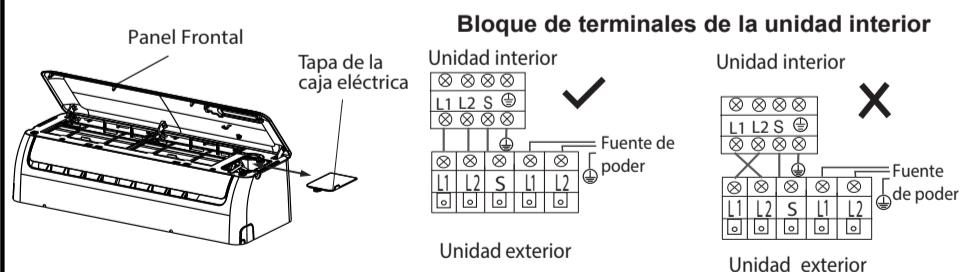 Bloque de terminales de la unidad interior
Panel Frontal
Tapa de la
caja eléctrica
Unidad interior
L1 L2 S
Fuente de
poder
L1 L2 S L1 L2
Unidad exterior
Unidad interior
L1 L2 S
Fuente
de poder
L1 L2 S L1 L2
Unidad exterior